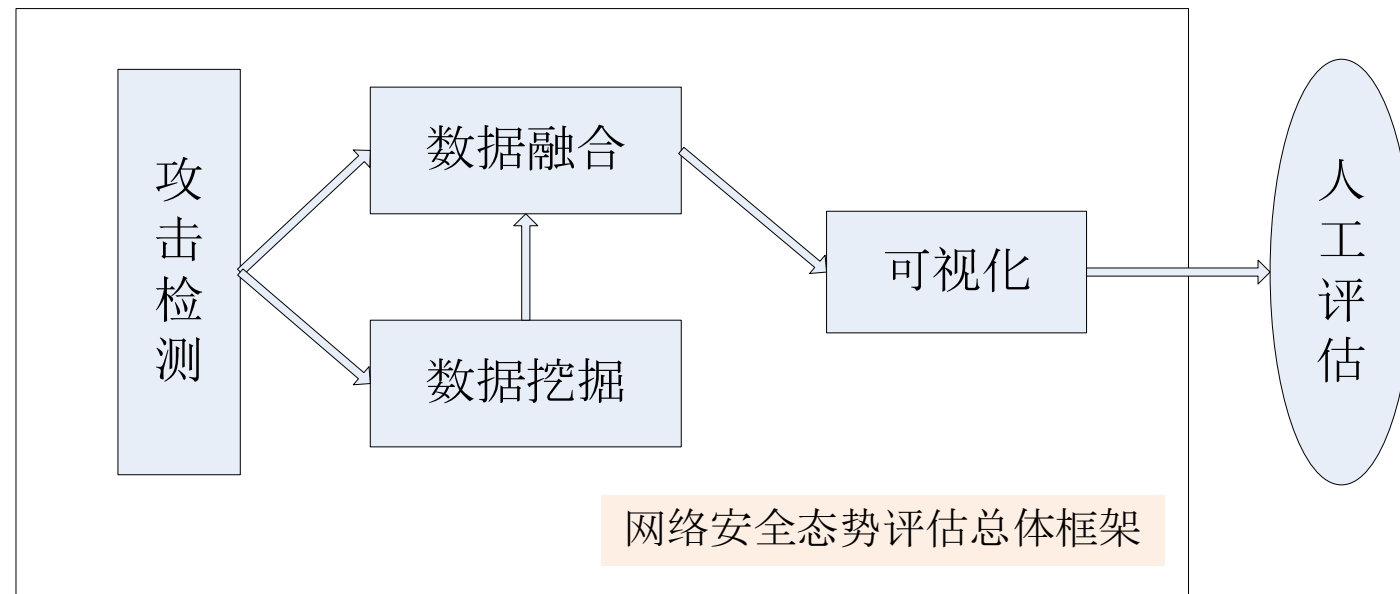 攻击检测
数据融合
数据挖掘
可视化
人工评估
网络安全态势评估总体框架